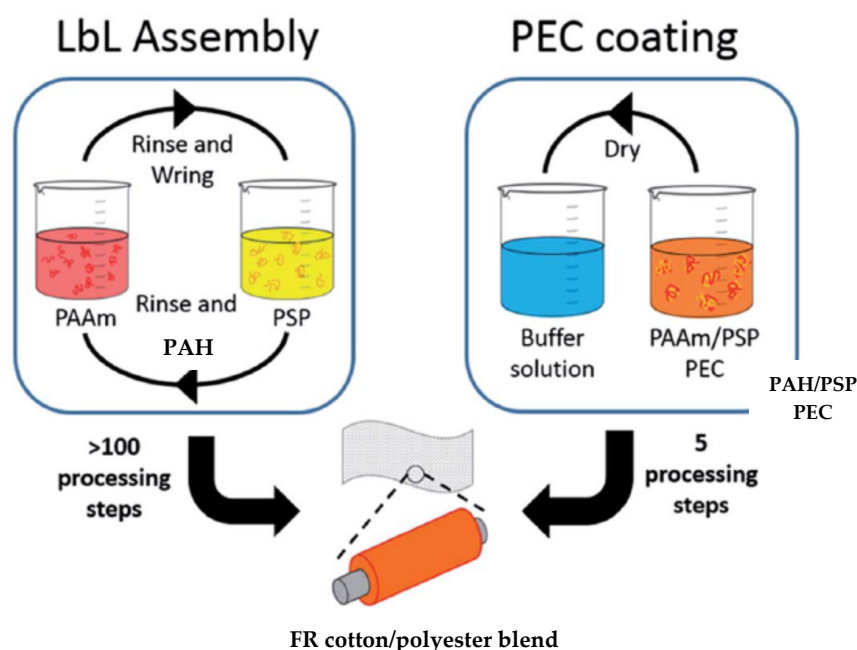 LbL Assembly
Rinse and
Wring
PAAm
Rinse and
PSP
PAH
>100
processing
steps
PEC coating
Dry
Buffer
solution
PAAm/PSP
PEC
PAH/PSP
PEC
5
processing
steps
FR cotton/polyester blend